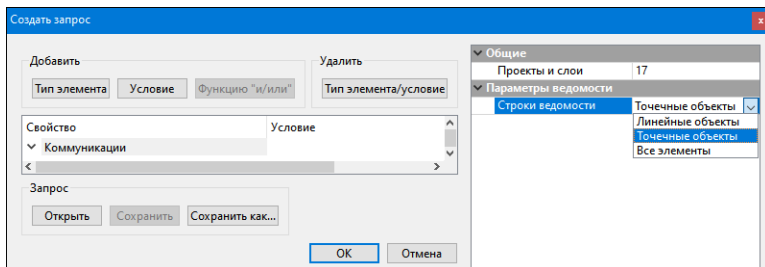 Создать запрос
x
Добавить
Тип элемента
Условие
Функцию "и/или"
Удалить
Тип элемента/условие
Свойство
Условие
Коммуникации
Запрос
Открыть
Сохранить
Сохранить как...
OK
Отмена
Общие
Проекты и слои
17
Параметры ведомости
Строки ведомости
Точечные объекты
Линейные объекты
Точечные объекты
Все элементы